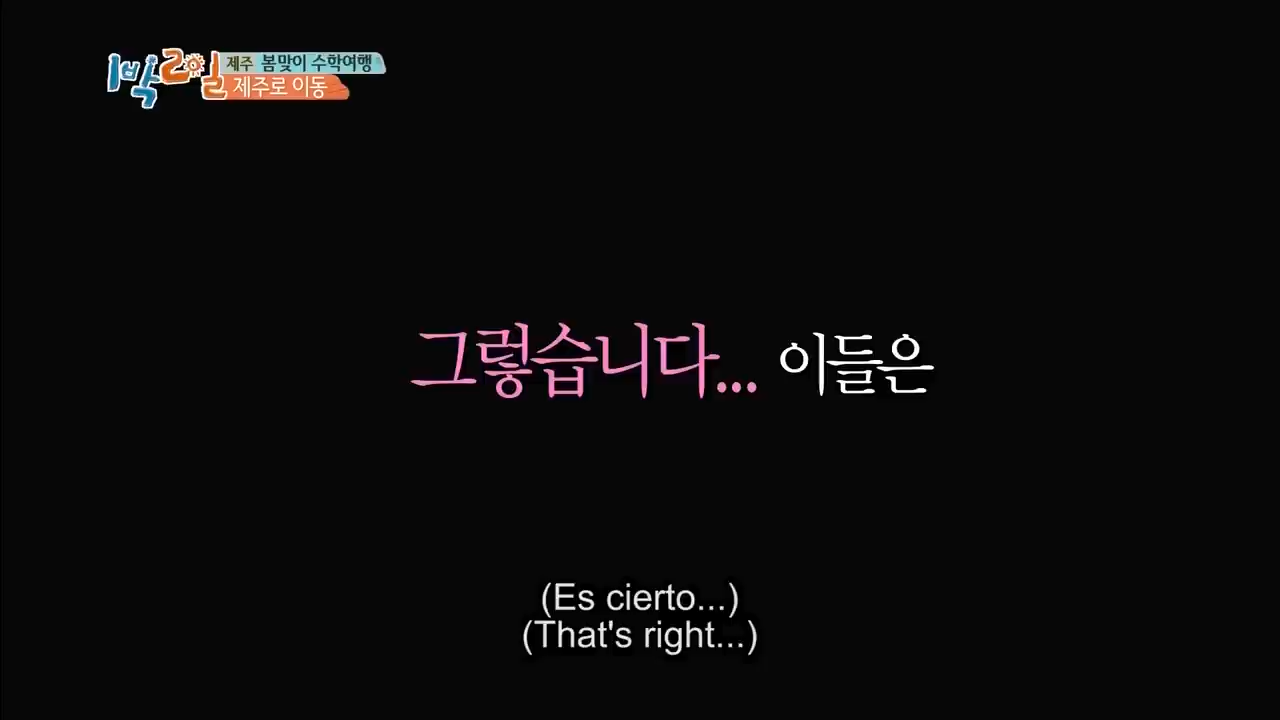 1박2일
제주 봄맞이 수학여행
제주로 이동
그렇습니다... 이들은
(Es cierto...)
(That's right...)